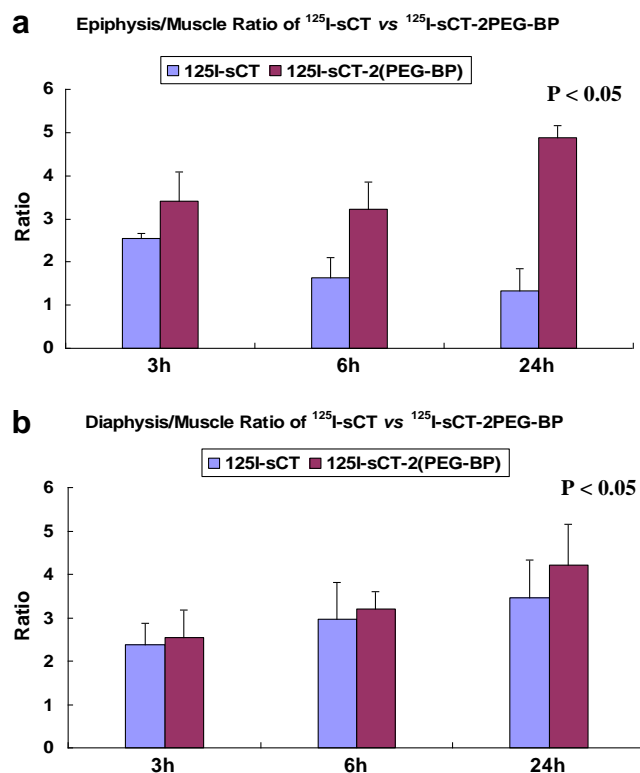 a
Epiphysis/Muscle Ratio of ¹²⁵I-sCT vs ¹²⁵I-sCT-2PEG-BP
125I-sCT 125I-sCT-2(PEG-BP)
P < 0.05
6
5
4
3
2
1
0
Ratio
3h 6h 24h
b
Diaphysis/Muscle Ratio of ¹²⁵I-sCT vs ¹²⁵I-sCT-2PEG-BP
125I-sCT 125I-sCT-2(PEG-BP)
P < 0.05
6
5
4
3
2
1
0
Ratio
3h 6h 24h